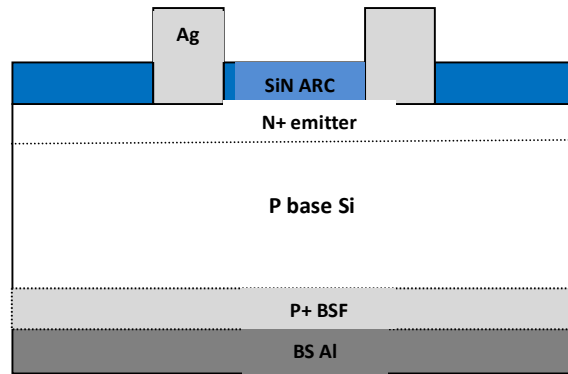 Ag
SiN ARC
N+ emitter
P base Si
P+ BSF
BS Al